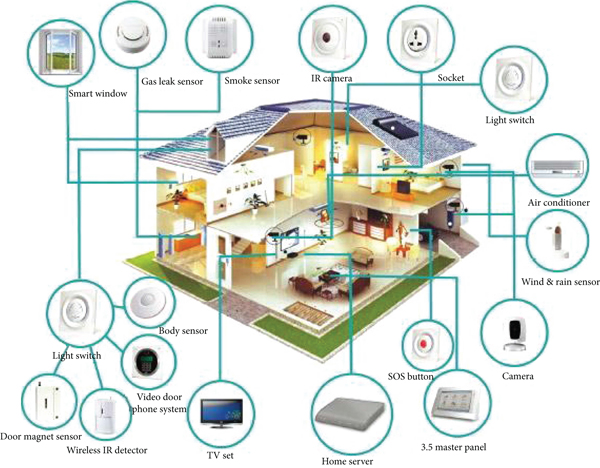 Smart window
Gas leak sensor
Smoke sensor
IR camera
Socket
Light switch
Air conditioner
Wind & rain sensor
Camera
SOS button
3.5 master panel
Home server
TV set
Body sensor
Light switch
Video door
(phone system)
Door magnet sensor
Wireless IR detector